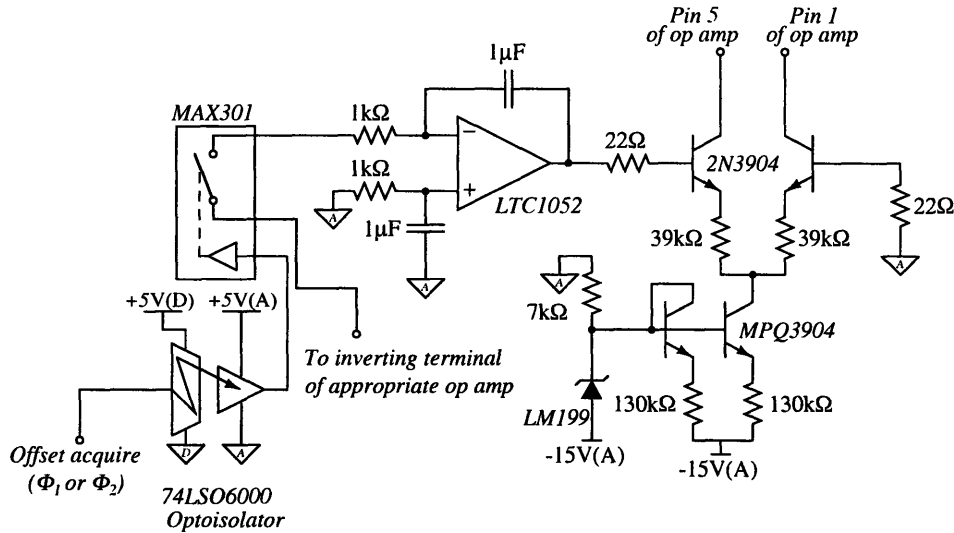 Pin 5
of op amp
Pin 1
of op amp
1µF
MAX301
1kΩ
1kΩ
22Ω
2N3904
LTC1052
A
1µF
A
39kΩ
39kΩ
22Ω
A
A
7kΩ
MPQ3904
+5V(D)
+5V(A)
To inverting terminal
of appropriate op amp
LM199
130kΩ
130kΩ
-15V(A)
-15V(A)
D
A
Offset acquire
(Φ1 or Φ2)
74LSO6000
Optoisolator